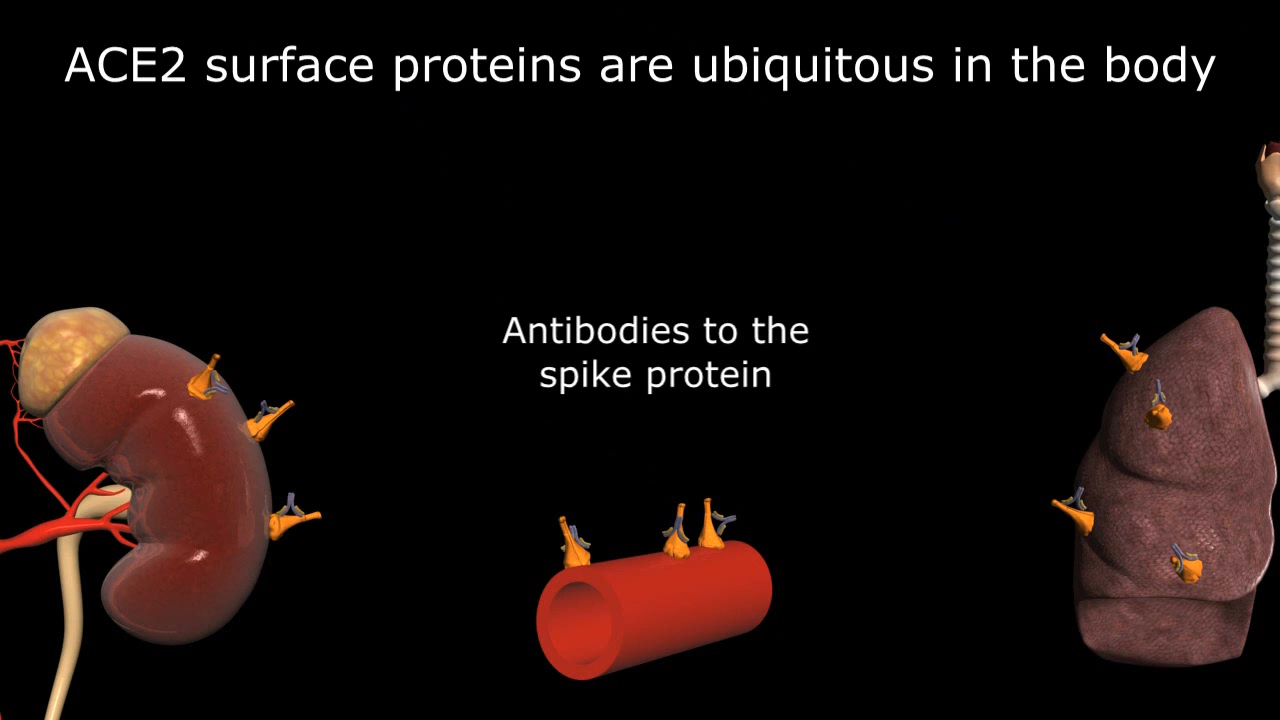 ACE2 surface proteins are ubiquitous in the body
Antibodies to the
spike protein